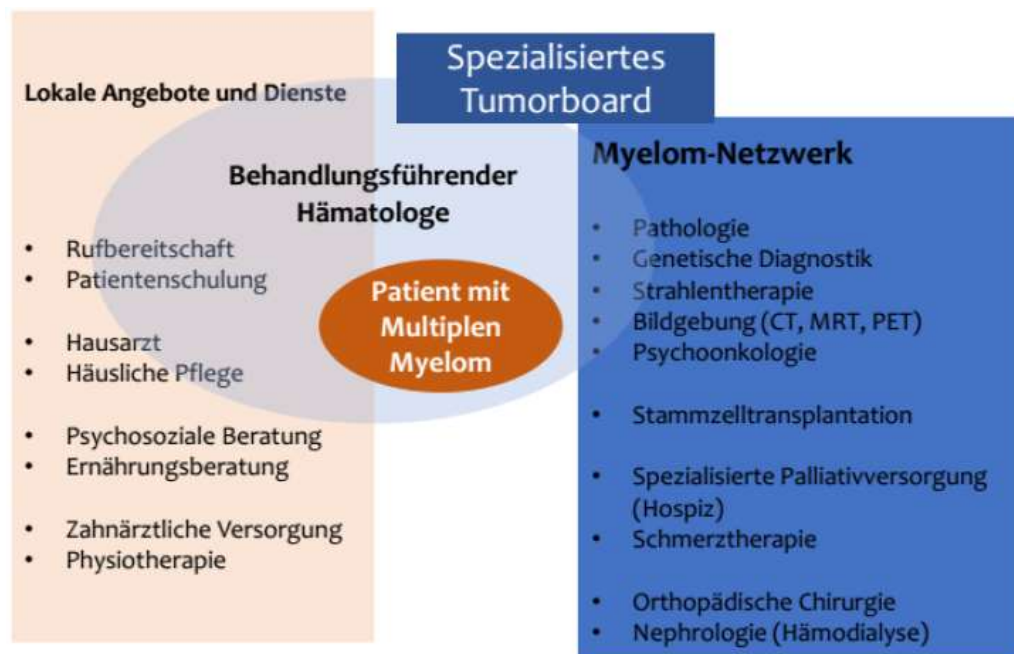 Spezialisiertes
Tumorboard
Lokale Angebote und Dienste
Behandlungsführender
Hämatologe
Patient mit
Multiplen
Myelom
• Rufbereitschaft
• Patientenschulung
• Hausarzt
• Häusliche Pflege
• Psychosoziale Beratung
• Ernährungsberatung
• Zahnärztliche Versorgung
• Physiotherapie
Myelom-Netzwerk
• Pathologie
• Genetische Diagnostik
• Strahlentherapie
• Bildgebung (CT, MRT, PET)
• Psychoonkologie
• Stammzelltransplantation
• Spezialisierte Palliativversorgung
(Hospiz)
• Schmerztherapie
• Orthopädische Chirurgie
• Nephrologie (Hämodialyse)